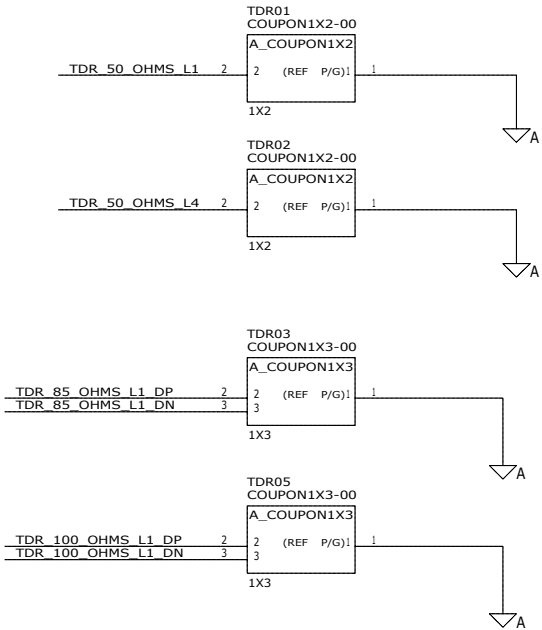 TDR01
COUPON1X2-00
A_COUPON1X2
TDR_50_OHMS_L1 2 2 (REF P/G)1 1
1X2
A
TDR02
COUPON1X2-00
A_COUPON1X2
TDR_50_OHMS_L4 2 2 (REF P/G)1 1
1X2
A
TDR03
COUPON1X3-00
A_COUPON1X3
TDR_85_OHMS_L1_DP 2 2 (REF P/G)1 1
TDR_85_OHMS_L1_DN 3 3
1X3
A
TDR05
COUPON1X3-00
A_COUPON1X3
TDR_100_OHMS_L1_DP 2 2 (REF P/G)1 1
TDR_100_OHMS_L1_DN 3 3
1X3
A